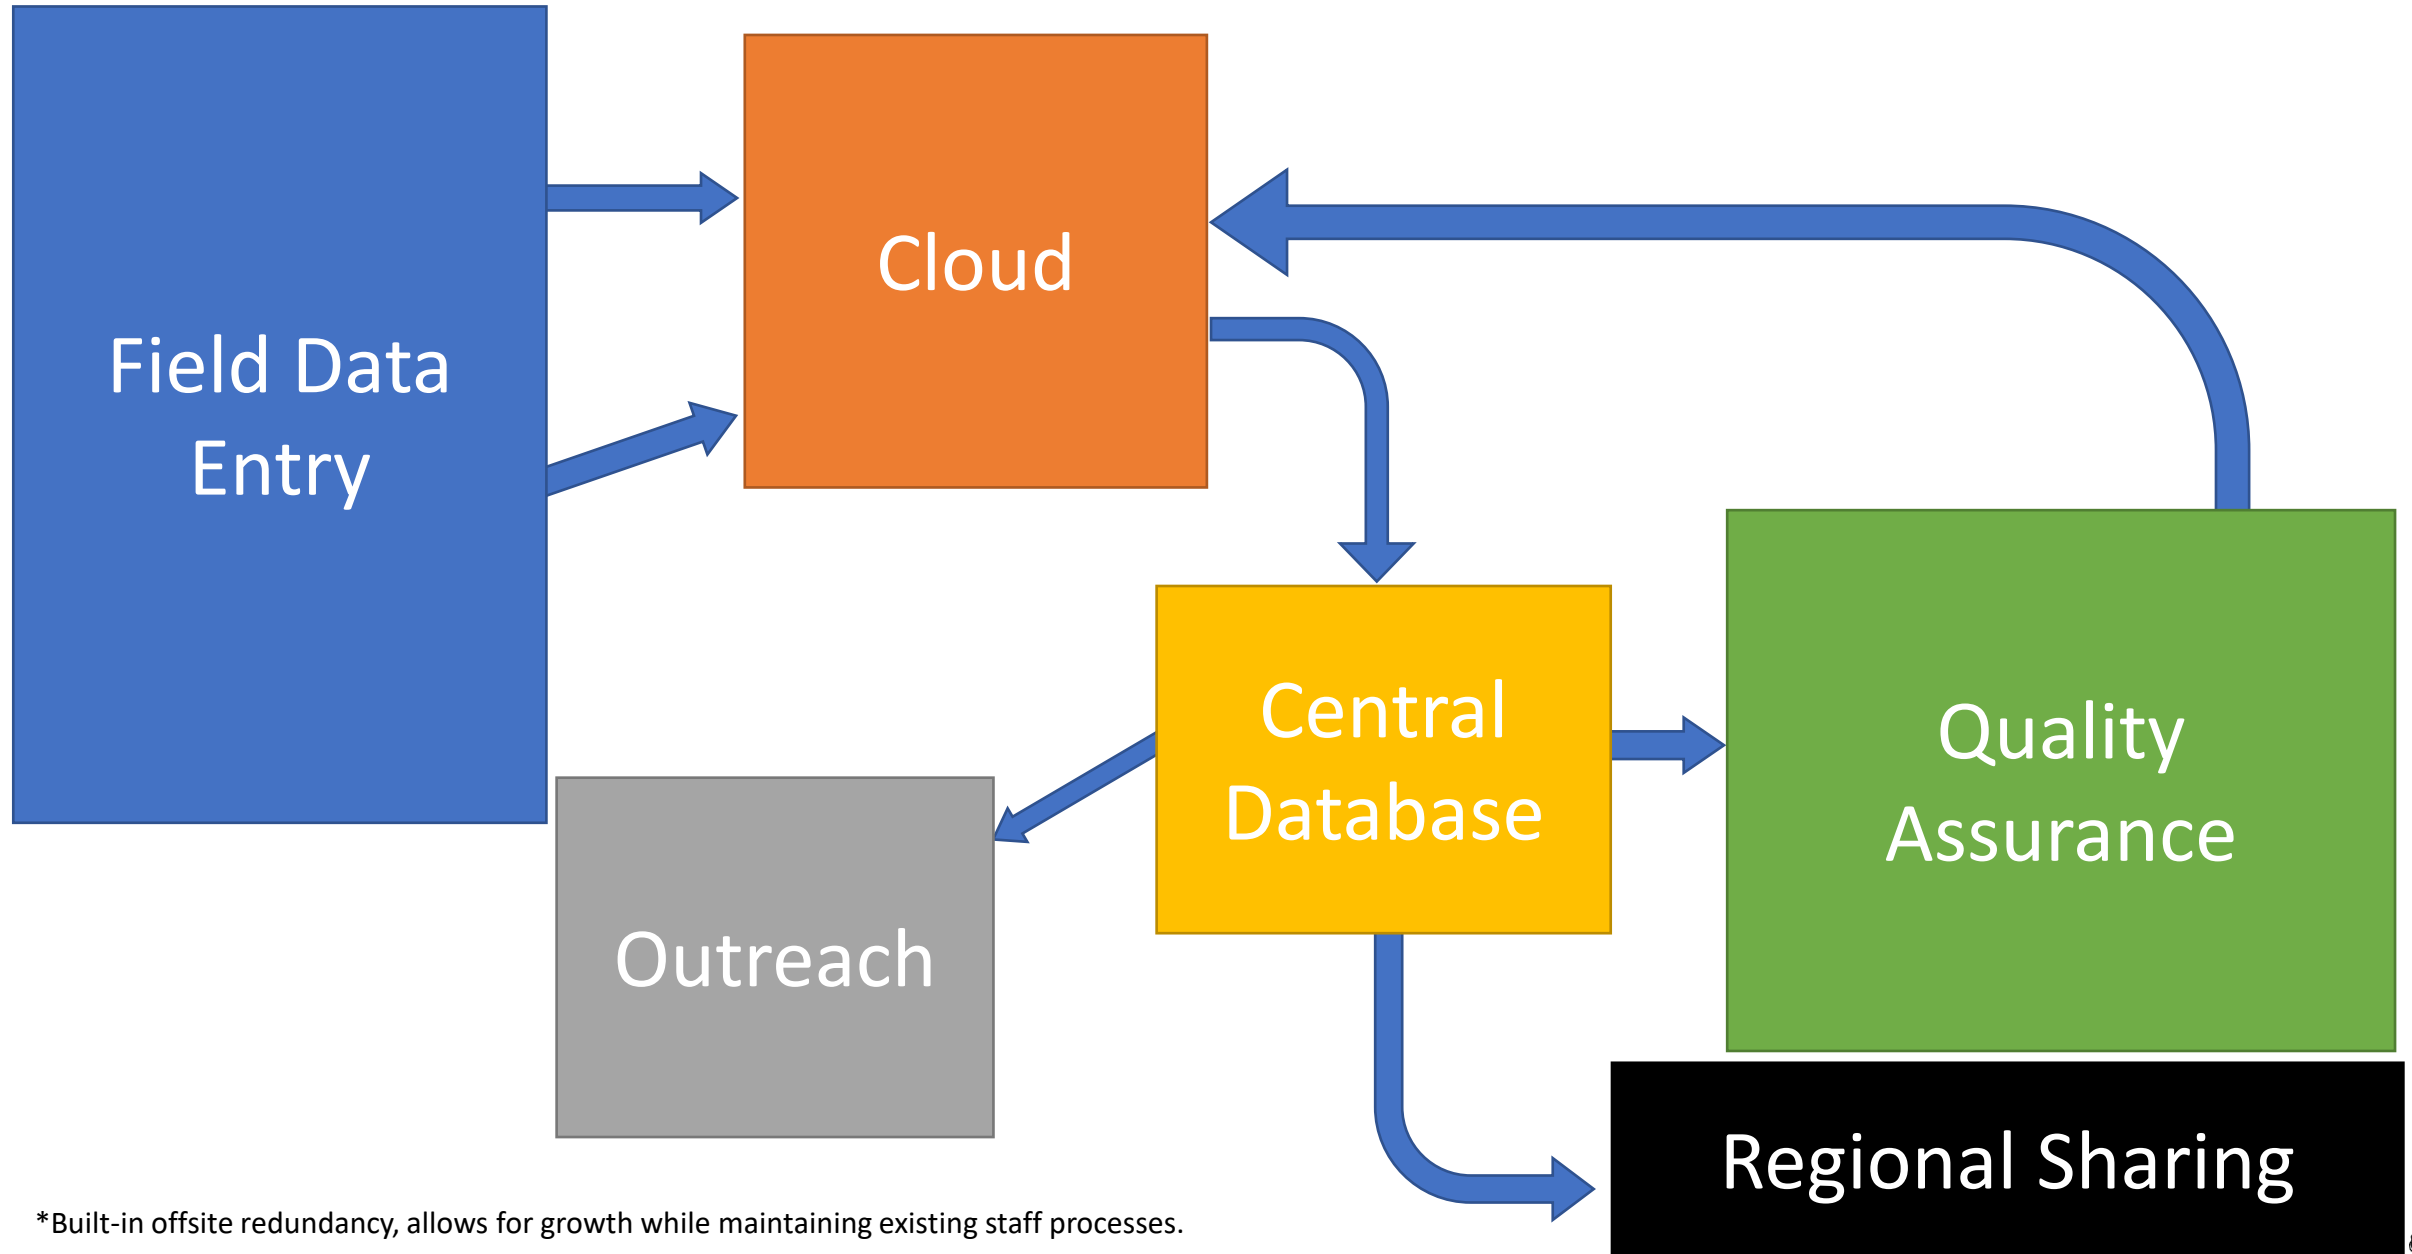 Cloud
Field Data
Entry
Central
Database
Quality
Assurance
Outreach
Regional Sharing
*Built-in offsite redundancy, allows for growth while maintaining existing staff processes.